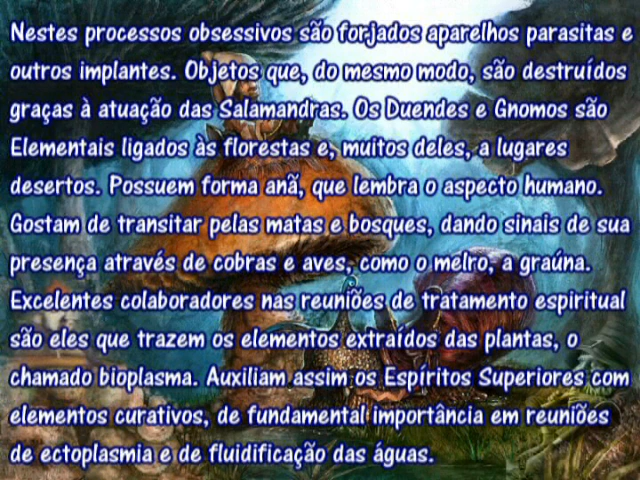 Nestes processos obsessivos são forjados aparelhos parasitas e
outros implantes. Objetos que, do mesmo modo, são destruídos
graças à atuação das Salamandras. Os Duendes e Gnomos são
Elementais ligados às florestas e, muitos deles, a lugares
desertos. Possuem forma anã, que lembra o aspecto humano.
Gostam de transitar pelas matas e bosques, dando sinais de sua
presença através de cobras e aves, como o melro, a graúna.
Excelentes colaboradores nas reuniões de tratamento espiritual
são eles que trazem os elementos extraídos das plantas, o
chamado bioplasma. Auxiliam assim os Espíritos Superiores com
elementos curativos, de fundamental importância em reuniões
de ectoplasmia e de fluidificação das águas.